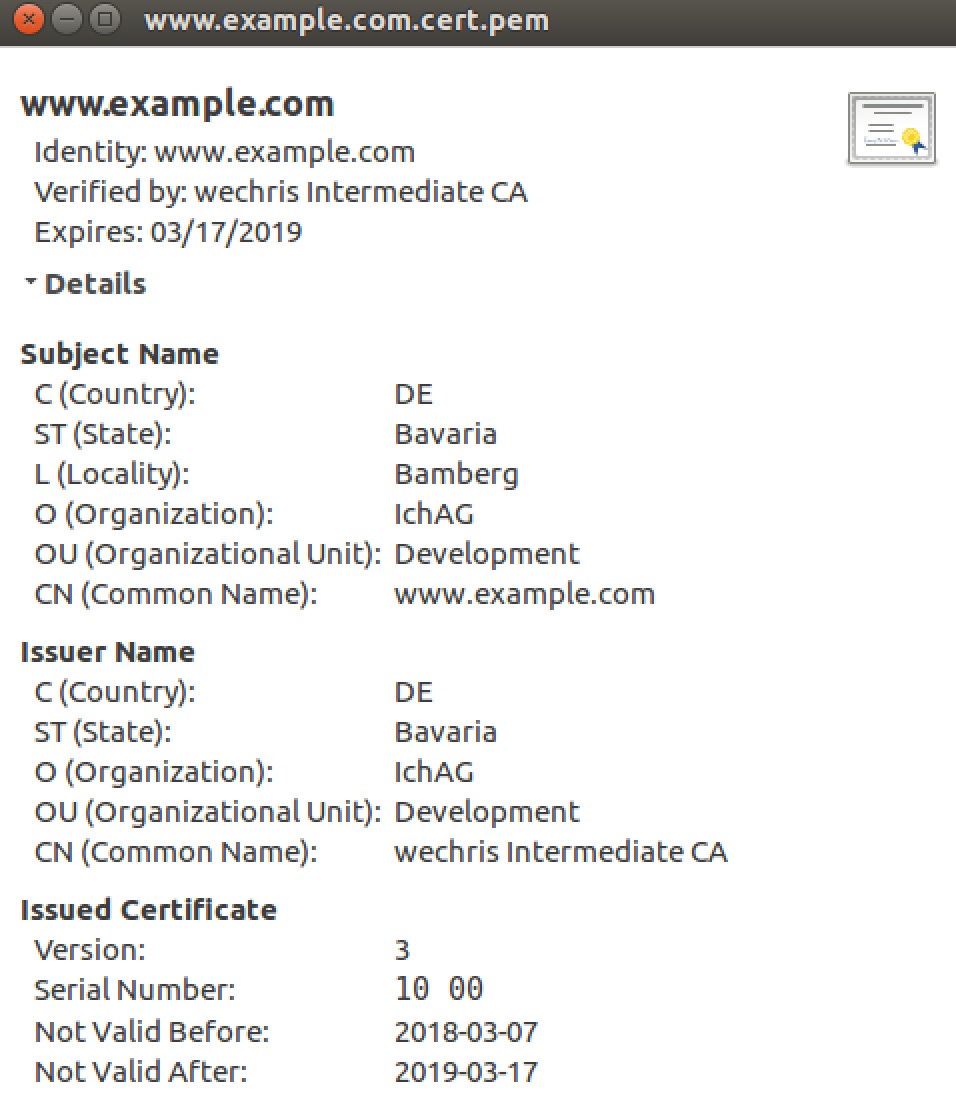 www.example.com.cert.pem
www.example.com
Identity: www.example.com
Verified by: wechris Intermediate CA
Expires: 03/17/2019
Details
Subject Name
C (Country): DE
ST (State): Bavaria
L (Locality): Bamberg
O (Organization): IchAG
OU (Organizational Unit): Development
CN (Common Name): www.example.com
Issuer Name
C (Country): DE
ST (State): Bavaria
O (Organization): IchAG
OU (Organizational Unit): Development
CN (Common Name): wechris Intermediate CA
Issued Certificate
Version: 3
Serial Number: 10 00
Not Valid Before: 2018-03-07
Not Valid After: 2019-03-17